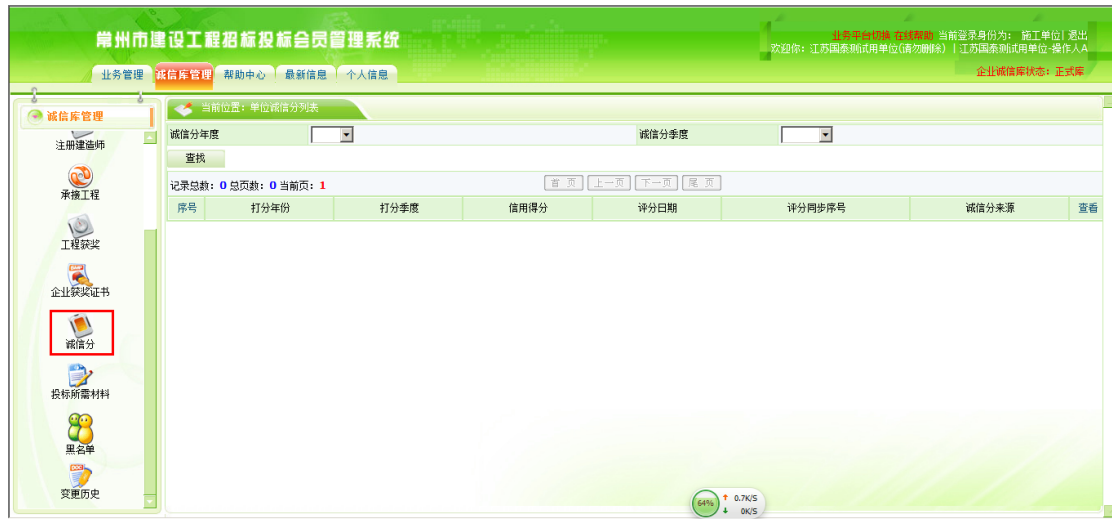 常州市建设工程招标投标会员管理系统
业务平台切换 在线帮助 当前登录身份为： 施工单位| 退出
欢迎你：江苏国泰测试用单位(请勿删除) | 江苏国泰测试用单位-操作人A
业务管理 诚信库管理 帮助中心 最新信息 个人信息
企业诚信库状态：正式库
诚信库管理
当前位置：单位诚信分列表
注册建造师
承接工程
工程获奖
企业获奖证书
诚信分
投标所需材料
黑名单
变更历史
诚信分年度 诚信分季度
查找
记录总数：0 总页数：0 当前页：1 首 页 上一页 下一页 尾 页
序号 打分年份 打分季度 信用得分 评分日期 评分同步序号 诚信分来源 查看
64% ↑ 0.7K/S
↓ 0K/S